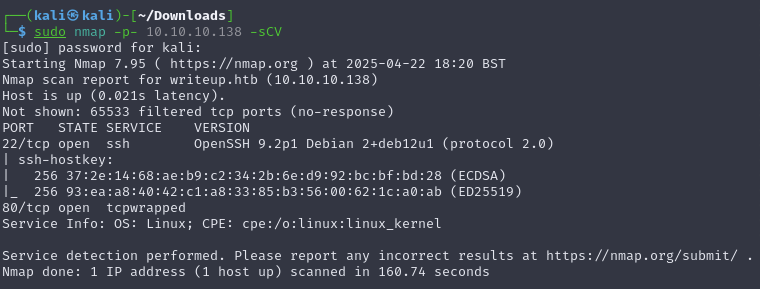 ┌──(kali㉿kali)-[~/Downloads]
└─$ sudo nmap -p- 10.10.10.138 -sCV
[sudo] password for kali:
Starting Nmap 7.95 ( https://nmap.org ) at 2025-04-22 18:20 BST
Nmap scan report for writeup.htb (10.10.10.138)
Host is up (0.021s latency).
Not shown: 65533 filtered tcp ports (no-response)
PORT   STATE SERVICE    VERSION
22/tcp open  ssh        OpenSSH 9.2p1 Debian 2+deb12u1 (protocol 2.0)
| ssh-hostkey:
|   256 37:2e:14:68:ae:b9:c2:34:2b:6e:d9:92:bc:bf:bd:28 (ECDSA)
|_  256 93:ea:a8:40:42:c1:a8:33:85:b3:56:00:62:1c:a0:ab (ED25519)
80/tcp open  tcpwrapped
Service Info: OS: Linux; CPE: cpe:/o:linux:linux_kernel

Service detection performed. Please report any incorrect results at https://nmap.org/submit/ .
Nmap done: 1 IP address (1 host up) scanned in 160.74 seconds